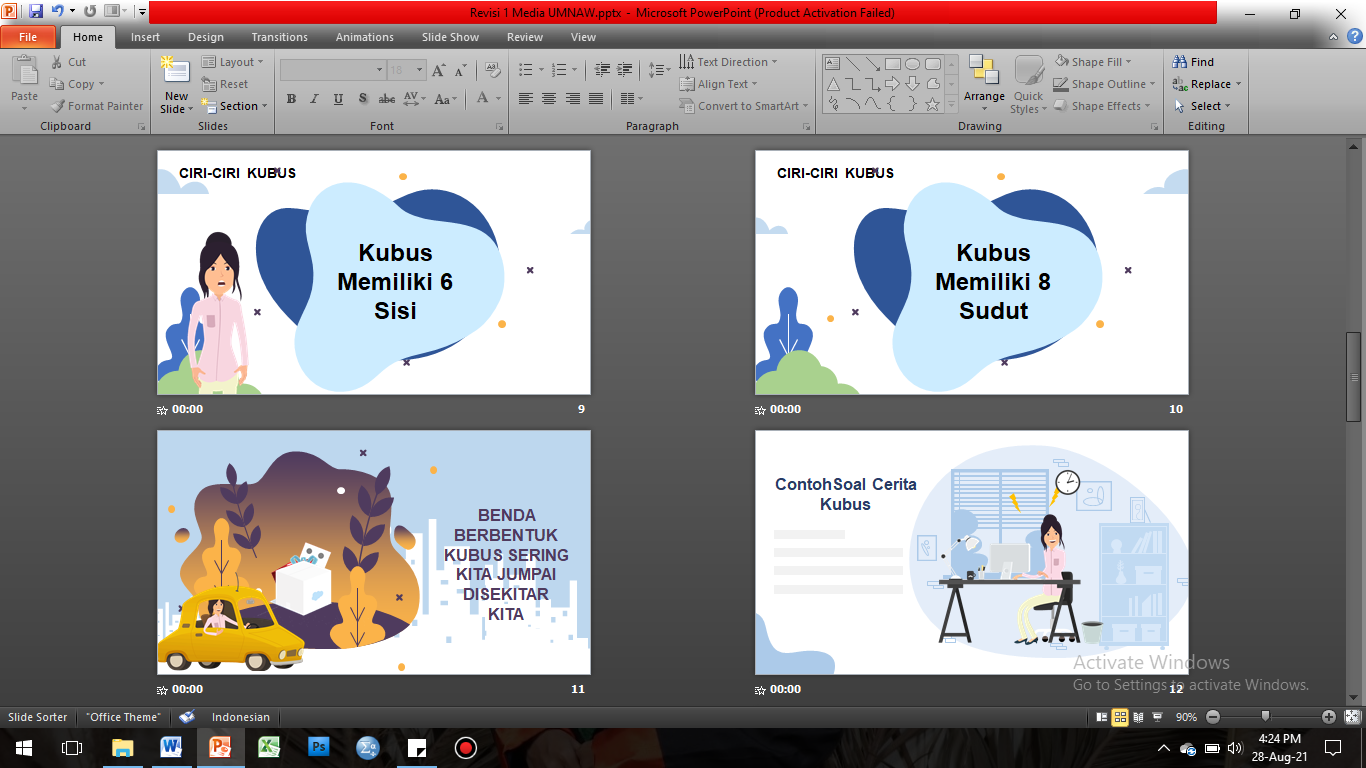 Revisi 1 Media UMNAW.pptx - Microsoft PowerPoint (Product Activation Failed)
File Home Insert Design Transitions Animations Slide Show Review View
Paste
Cut
Copy
Format Painter
Clipboard
New Slide
Layout
Reset
Section
Slides
18
B I U S abc AV Aa A
Font
Text Direction
Align Text
Convert to SmartArt
Paragraph
Arrange
Quick Styles
Shape Fill
Shape Outline
Shape Effects
Drawing
Find
Replace
Select
Editing
CIRI-CIRI KUBUS
Kubus
Memiliki 6
Sisi
00:00 9
CIRI-CIRI KUBUS
Kubus
Memiliki 8
Sudut
00:00 10
BENDA
BERBENTUK
KUBUS SERING
KITA JUMPAI
DISEKITAR
KITA
00:00 11
ContohSoal Cerita
Kubus
00:00 12
Activate Windows
Go to Settings to activate Windows.
Slide Sorter "Office Theme" Indonesian 90%
4:24 PM
28-Aug-21